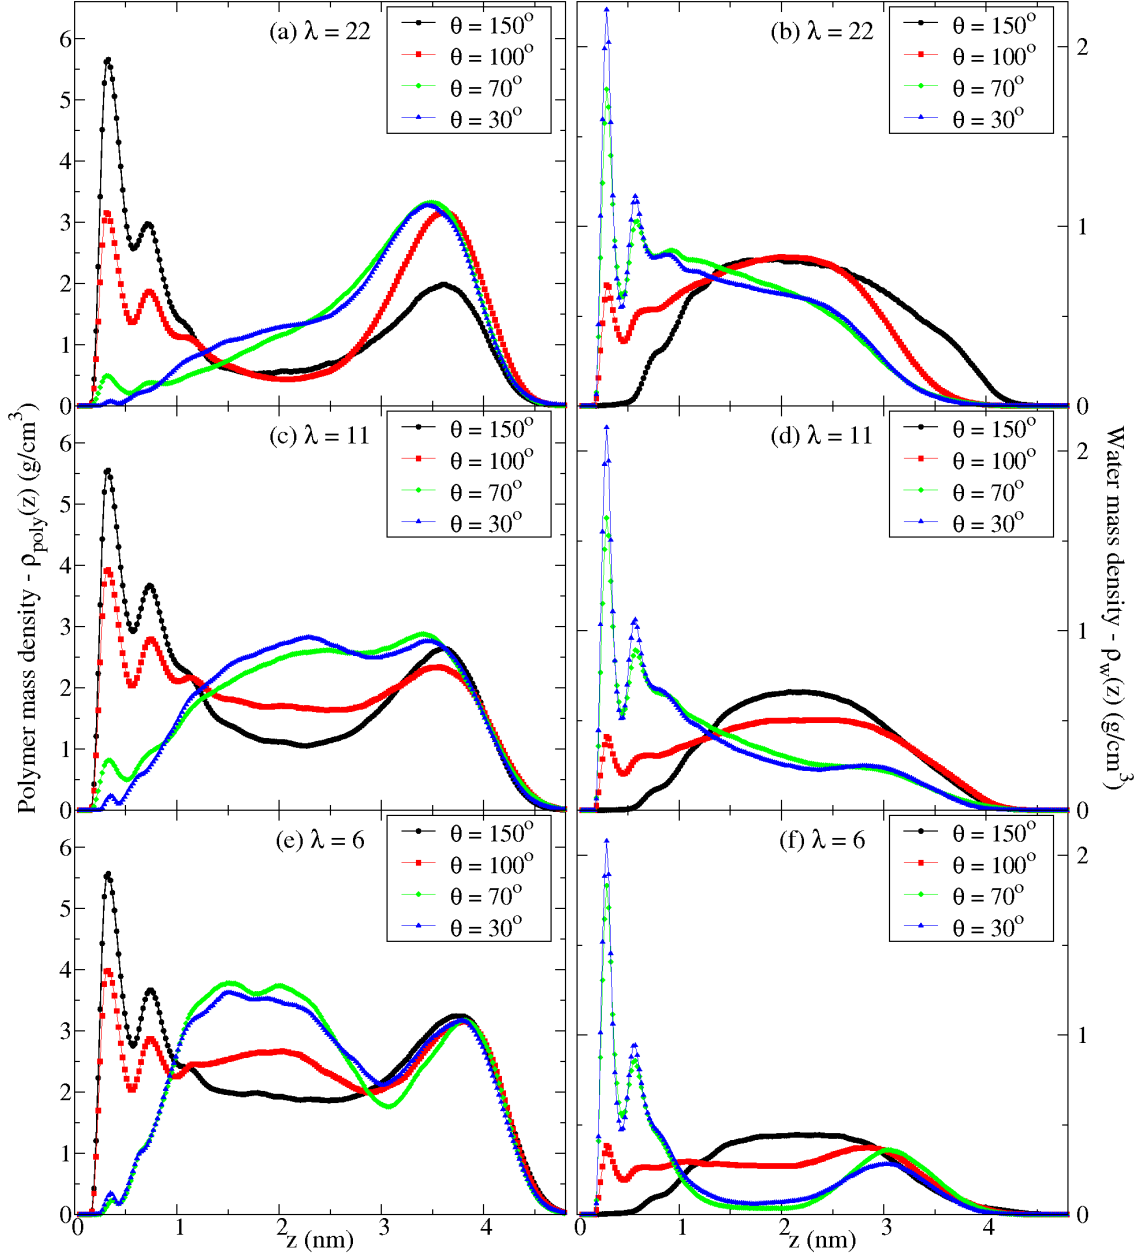 (a) λ = 22
θ = 150°
θ = 100°
θ = 70°
θ = 30°
6
5
4
3
2
1
0
(b) λ = 22
θ = 150°
θ = 100°
θ = 70°
θ = 30°
2
1
0
(c) λ = 11
θ = 150°
θ = 100°
θ = 70°
θ = 30°
6
5
4
3
2
1
0
(d) λ = 11
θ = 150°
θ = 100°
θ = 70°
θ = 30°
2
1
0
(e) λ = 6
θ = 150°
θ = 100°
θ = 70°
θ = 30°
6
5
4
3
2
1
0
0 1 2 3 4
z (nm)
(f) λ = 6
θ = 150°
θ = 100°
θ = 70°
θ = 30°
2
1
0
0 1 2 3 4
z (nm)
Polymer mass density - ρpoly(z) (g/cm³)
Water mass density - ρw(z) (g/cm³)